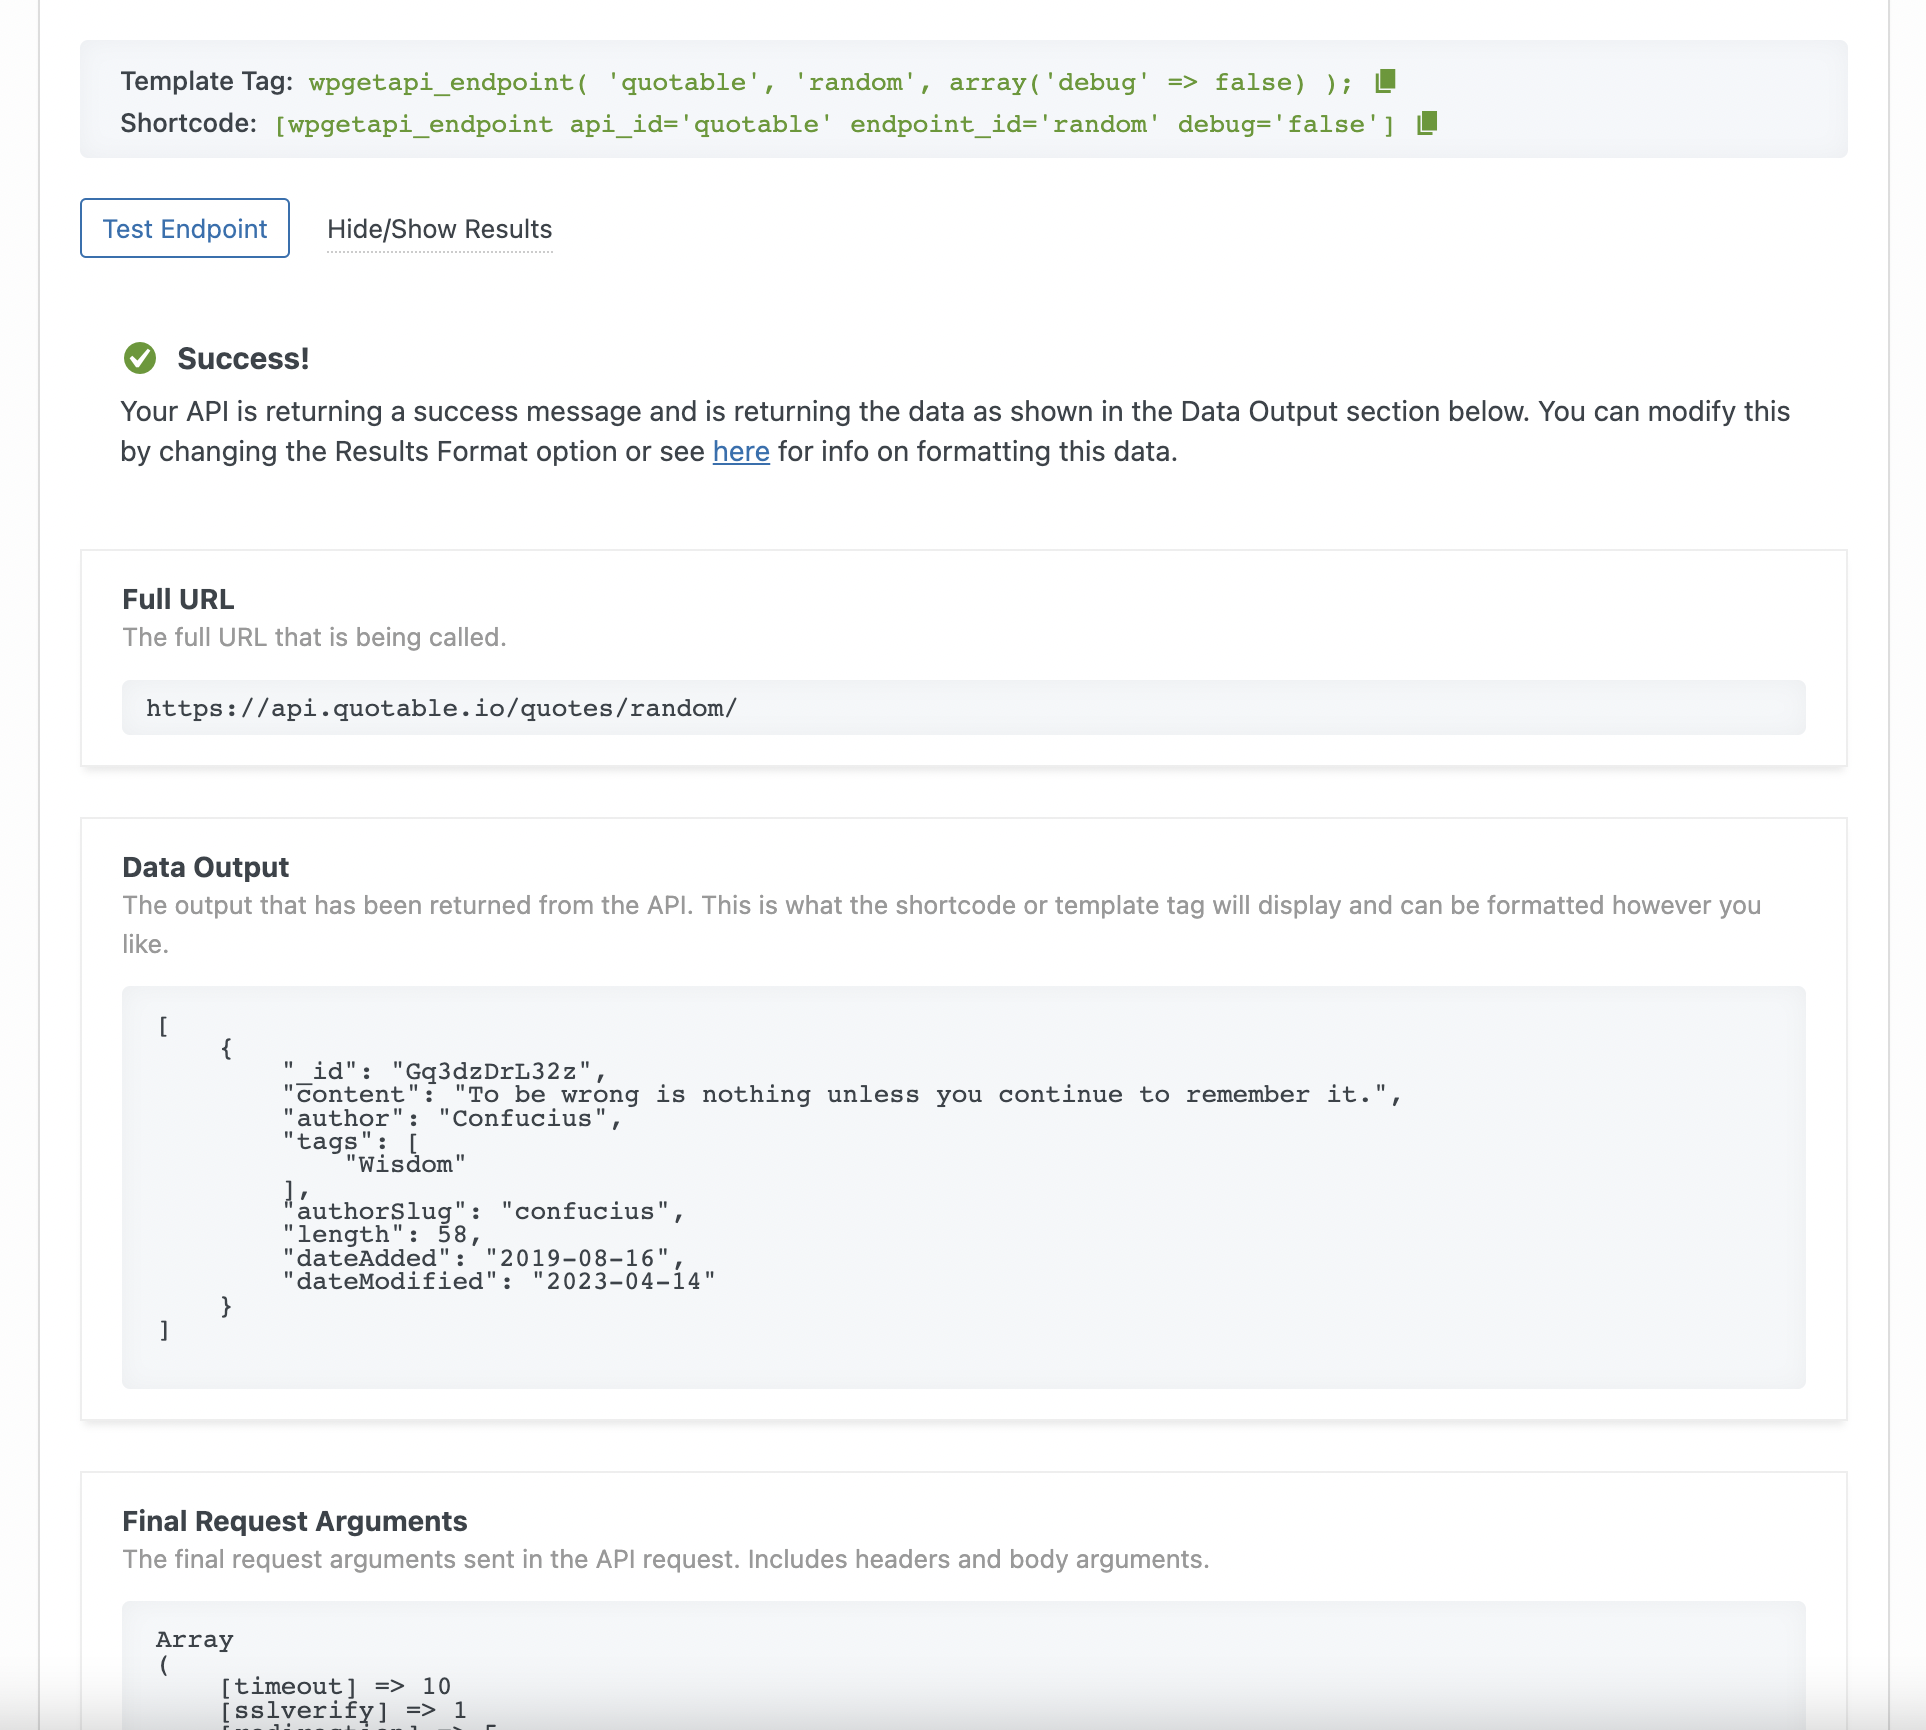 Template Tag: wpgetapi_endpoint( 'quotable', 'random', array('debug' => false) );
Shortcode: [wpgetapi_endpoint api_id='quotable' endpoint_id='random' debug='false']
Test Endpoint Hide/Show Results
Success!
Your API is returning a success message and is returning the data as shown in the Data Output section below. You can modify this
by changing the Results Format option or see here for info on formatting this data.
Full URL
The full URL that is being called.
https://api.quotable.io/quotes/random/
Data Output
The output that has been returned from the API. This is what the shortcode or template tag will display and can be formatted however you
like.
[
    {
        "_id": "Gq3dzDrL32z",
        "content": "To be wrong is nothing unless you continue to remember it.",
        "author": "Confucius",
        "tags": [
            "Wisdom"
        ],
        "authorSlug": "confucius",
        "length": 58,
        "dateAdded": "2019-08-16",
        "dateModified": "2023-04-14"
    }
]
Final Request Arguments
The final request arguments sent in the API request. Includes headers and body arguments.
Array
(
    [timeout] => 10
    [sslverify] => 1
    [redirection] => 5